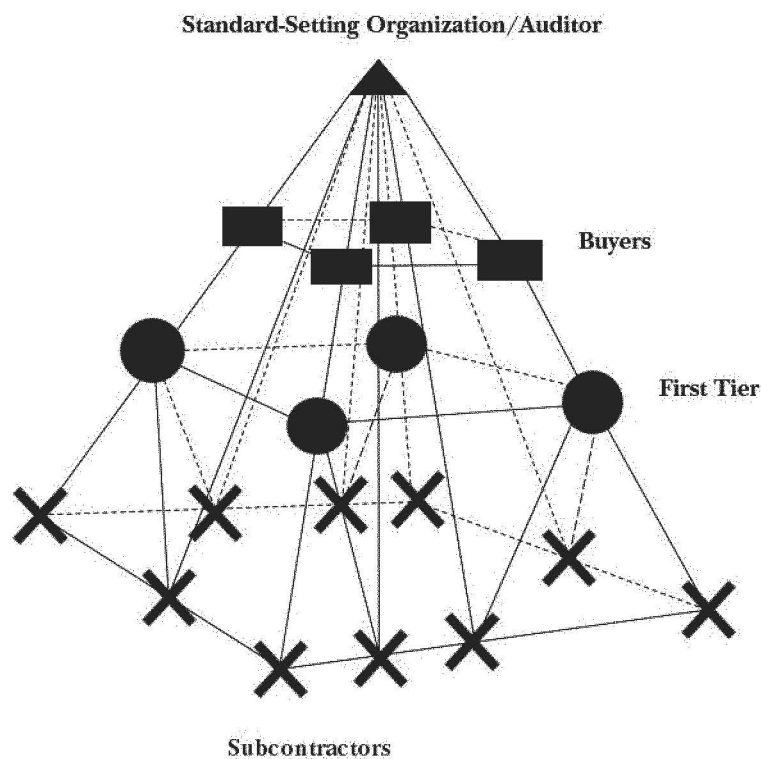 Standard-Setting Organization/Auditor
Buyers
First Tier
Subcontractors